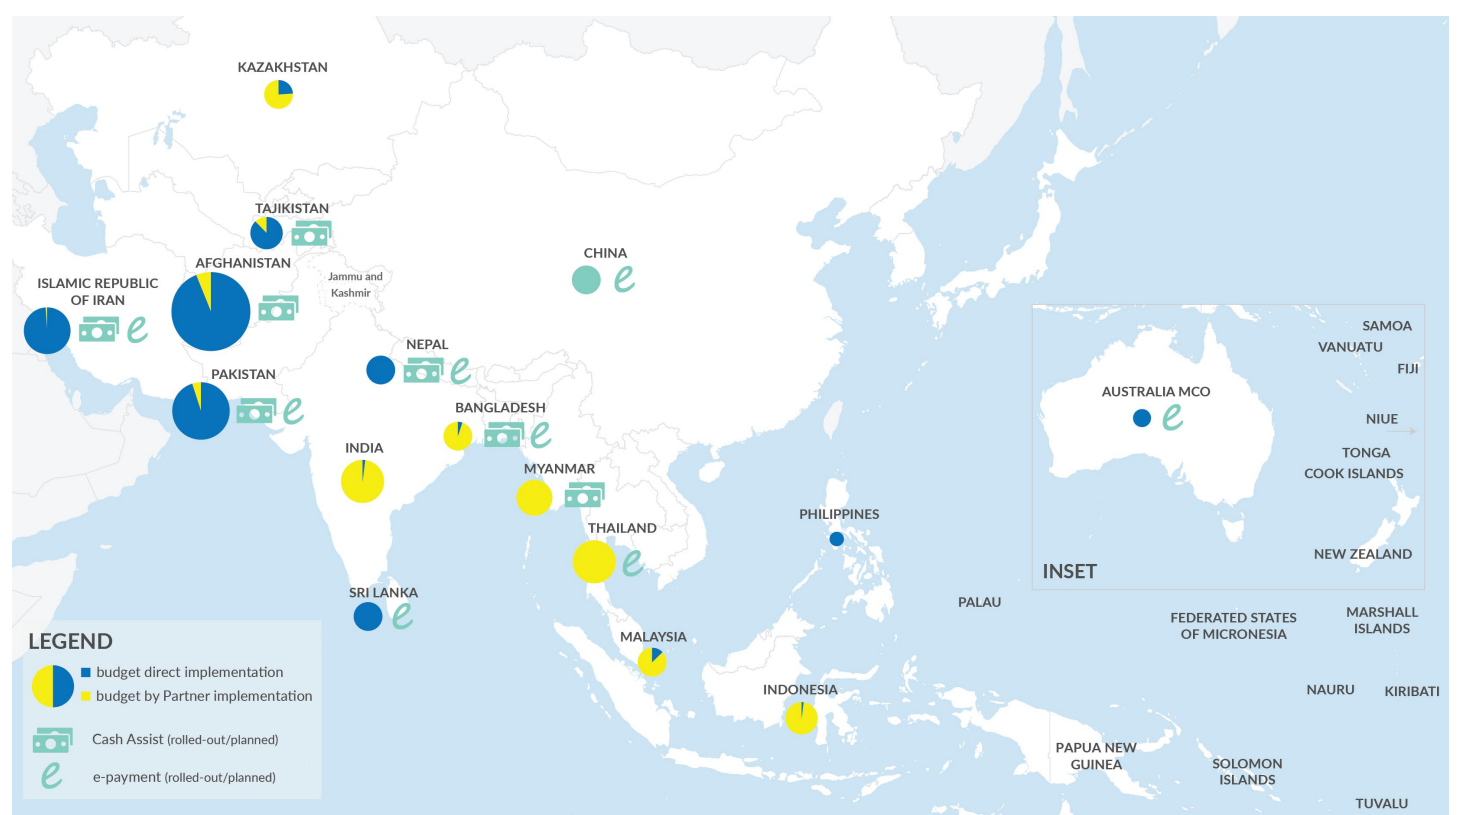 KAZAKHSTAN
TAJIKISTAN
AFGHANISTAN
CHINA
e
Jammu and
Kashmir
ISLAMIC REPUBLIC
OF IRAN
e
NEPAL
e
PAKISTAN
e
BANGLADESH
e
INDIA
MYANMAR
THAILAND
e
PHILIPPINES
SRI LANKA
e
MALAYSIA
INDONESIA
SAMOA
VANUATU
FIJI
AUSTRALIA MCO
e
NIUE
TONGA
COOK ISLANDS
NEW ZEALAND
INSET
PALAU
FEDERATED STATES
OF MICRONESIA
MARSHALL
ISLANDS
NAURU
KIRIBATI
PAPUA NEW
GUINEA
SOLOMON
ISLANDS
TUVALU
LEGEND
budget direct implementation
budget by Partner implementation
Cash Assist (rolled-out/planned)
e e-payment (rolled-out/planned)